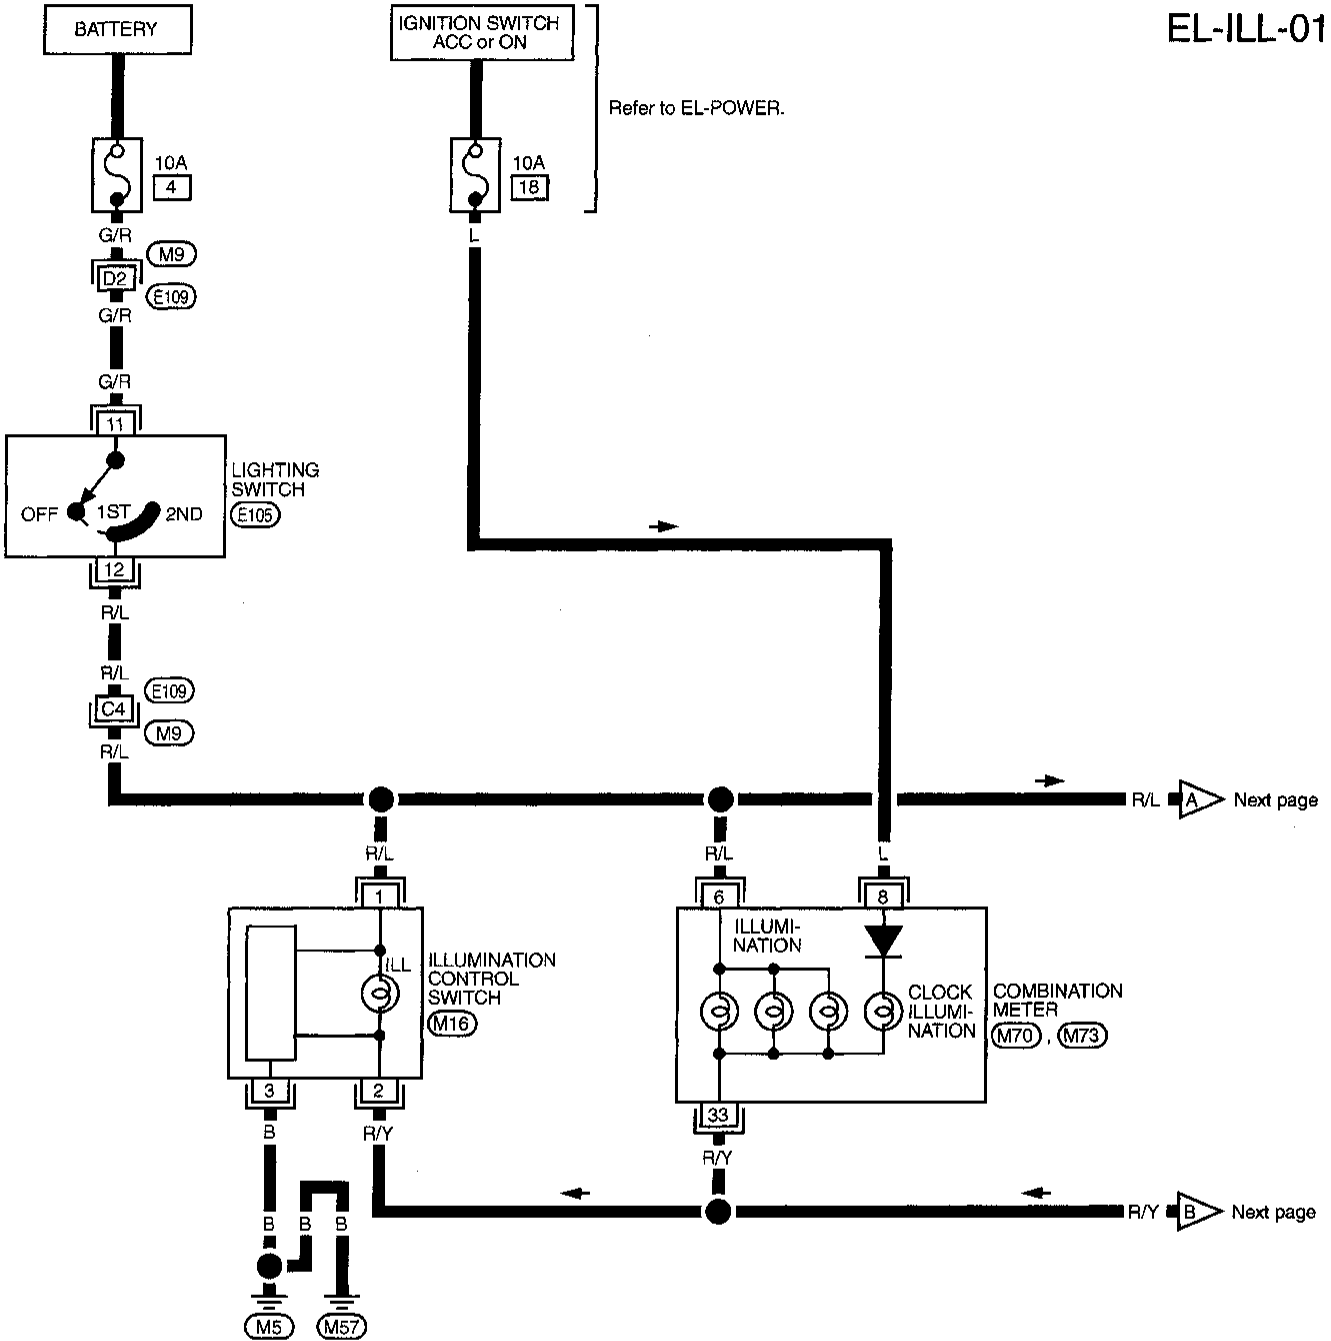 EL-ILL-01
BATTERY
IGNITION SWITCH
ACC or ON
Refer to EL-POWER.
10A
4
10A
18
G/R
L
M9
D2
E109
G/R
G/R
11
LIGHTING
SWITCH
E105
OFF
1ST
2ND
12
R/L
R/L
E109
C4
M9
R/L
R/L
A
Next page
R/L
R/L
L
1
6
8
ILLUMI-
NATION
ILL
ILLUMINATION
CONTROL
SWITCH
M16
CLOCK
ILLUMI-
NATION
COMBINATION
METER
M70 , M73
3
2
33
B
R/Y
R/Y
B
B
B
R/Y
B
Next page
M5
M57